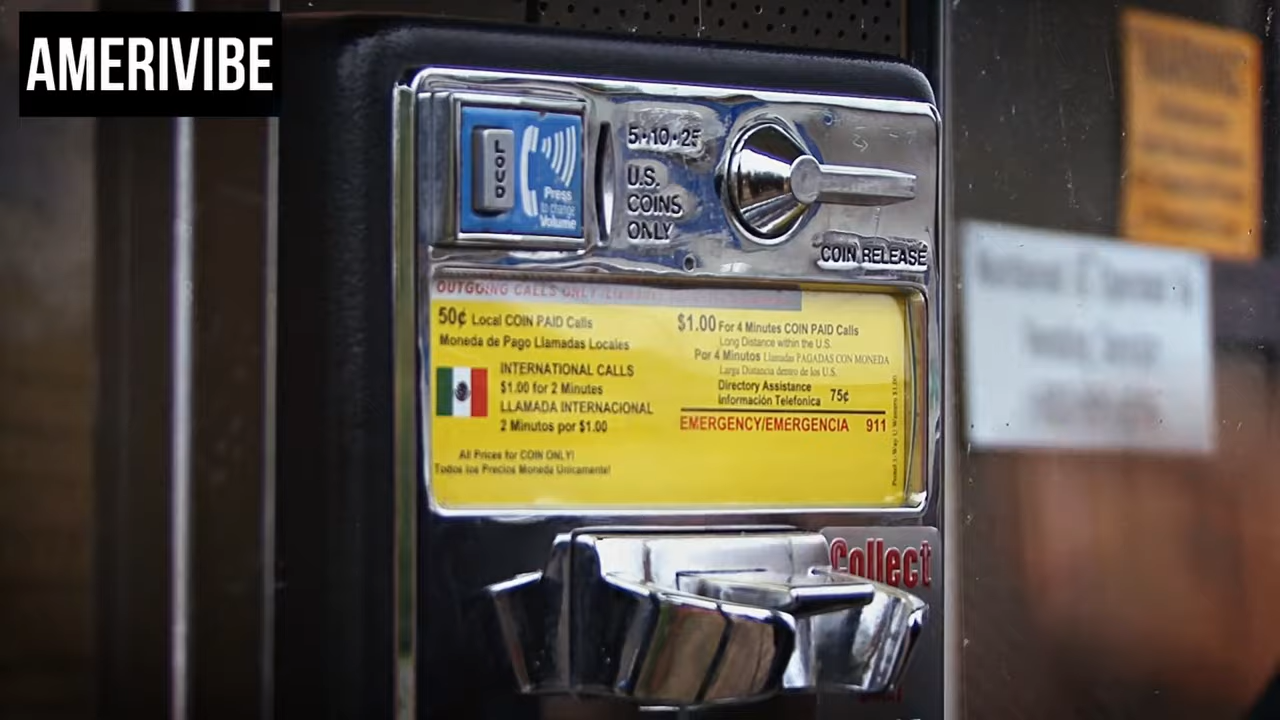 AMERIVIBE
LOUD
Press
to change
Volume
5•10•25
U.S.
COINS
ONLY
COIN RELEASE
OUTGOING CALLS ONLY
50¢ Local COIN PAID Calls
Moneda de Pago Llamadas Locales
INTERNATIONAL CALLS
$1.00 for 2 Minutes
LLAMADA INTERNACIONAL
2 Minutos por $1.00
All Prices for COIN ONLY!
Todos los Precios Moneda Unicamente!
$1.00 For 4 Minutes COIN PAID Calls
Long Distance within the U.S.
Por 4 Minutos Llamadas PAGADAS CON MONEDA
Larga Distancia dentro de los U.S.
Directory Assistance
Información Telefonica 75¢
EMERGENCY/EMERGENCIA 911
Collect